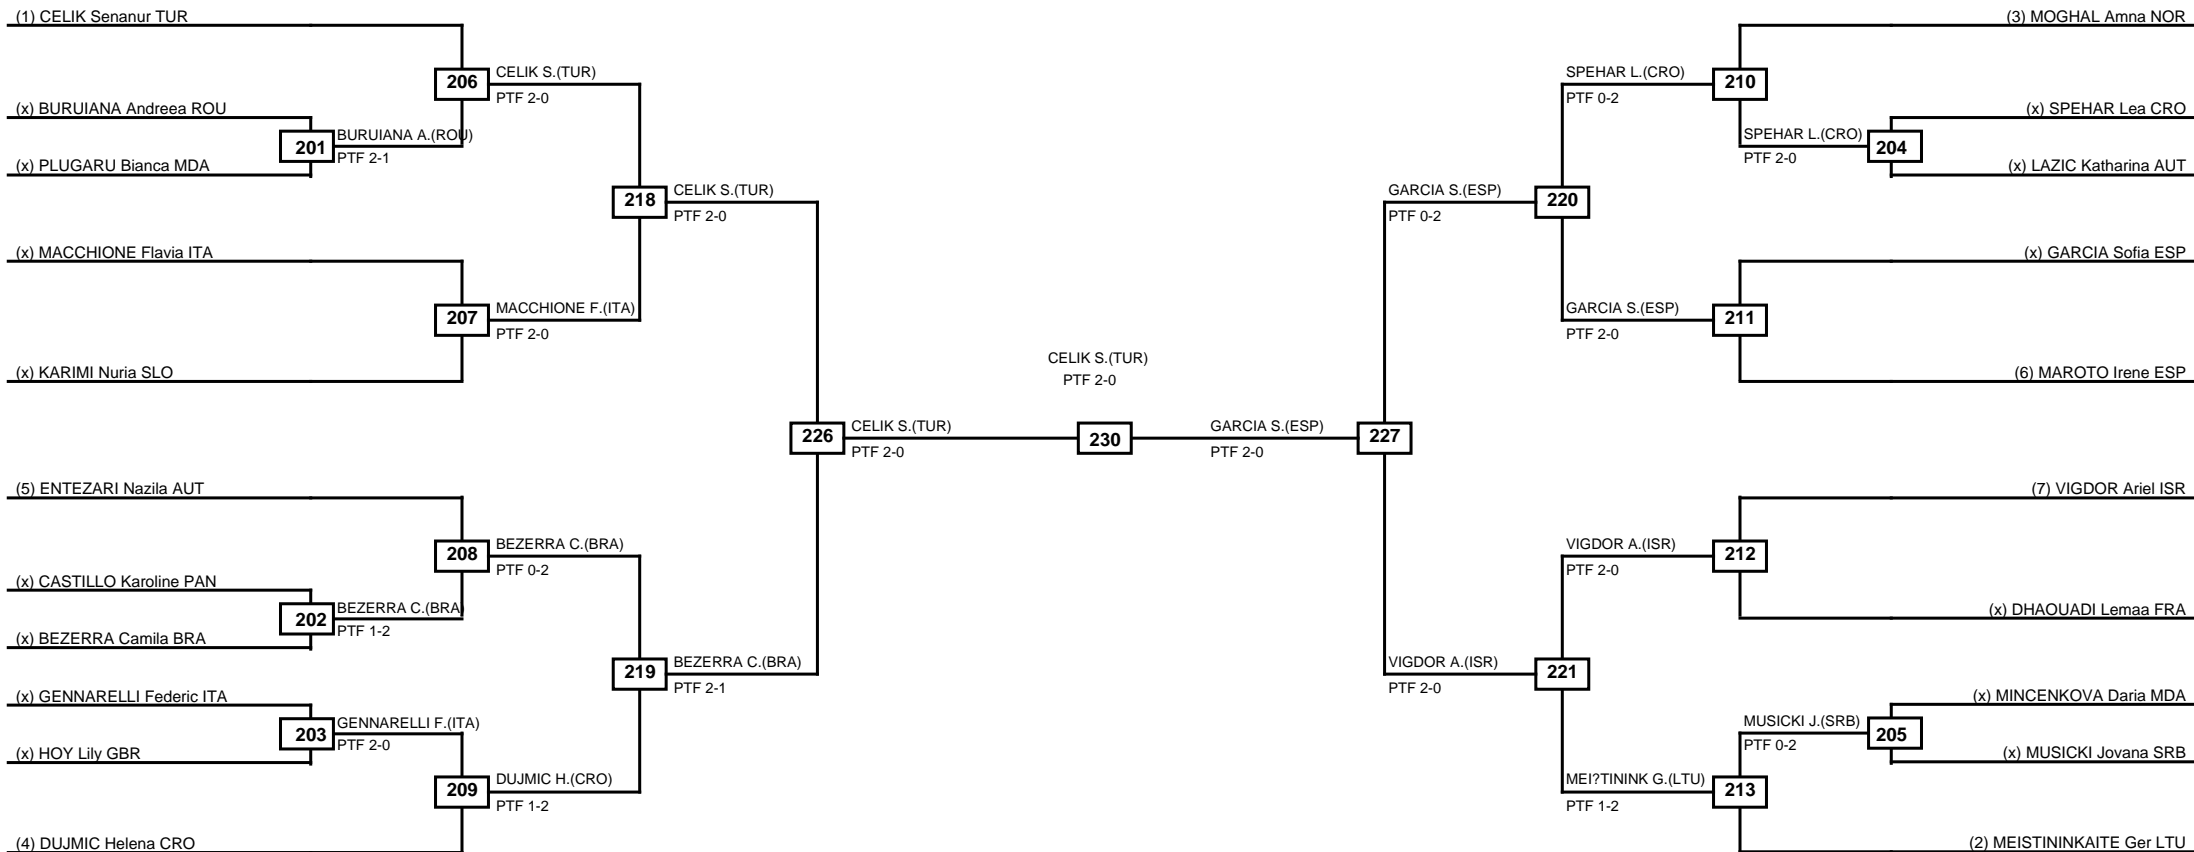 (1) CELIK Senanur TUR
(3) MOGHAL Amna NOR
206
CELIK S.(TUR)
PTF 2-0
SPEHAR L.(CRO)
PTF 0-2
210
(x) BURUIANA Andreea ROU
(x) SPEHAR Lea CRO
201
BURUIANA A.(ROU)
PTF 2-1
SPEHAR L.(CRO)
PTF 2-0
204
(x) PLUGARU Bianca MDA
(x) LAZIC Katharina AUT
218
CELIK S.(TUR)
PTF 2-0
GARCIA S.(ESP)
PTF 0-2
220
(x) MACCHIONE Flavia ITA
(x) GARCIA Sofia ESP
207
MACCHIONE F.(ITA)
PTF 2-0
GARCIA S.(ESP)
PTF 2-0
211
CELIK S.(TUR)
PTF 2-0
(x) KARIMI Nuria SLO
(6) MAROTO Irene ESP
226
CELIK S.(TUR)
PTF 2-0
230
GARCIA S.(ESP)
PTF 2-0
227
(5) ENTEZARI Nazila AUT
(7) VIGDOR Ariel ISR
208
BEZERRA C.(BRA)
PTF 0-2
VIGDOR A.(ISR)
PTF 2-0
212
(x) CASTILLO Karoline PAN
(x) DHAOUADI Lemaa FRA
202
BEZERRA C.(BRA)
PTF 1-2
(x) BEZERRA Camila BRA
219
BEZERRA C.(BRA)
PTF 2-1
VIGDOR A.(ISR)
PTF 2-0
221
(x) GENNARELLI Federic ITA
(x) MINCENKOVA Daria MDA
203
GENNARELLI F.(ITA)
PTF 2-0
MUSICKI J.(SRB)
PTF 0-2
205
(x) HOY Lily GBR
(x) MUSICKI Jovana SRB
209
DUJMIC H.(CRO)
PTF 1-2
MEI?TININK G.(LTU)
PTF 1-2
213
(4) DUJMIC Helena CRO
(2) MEISTININKAITE Ger LTU